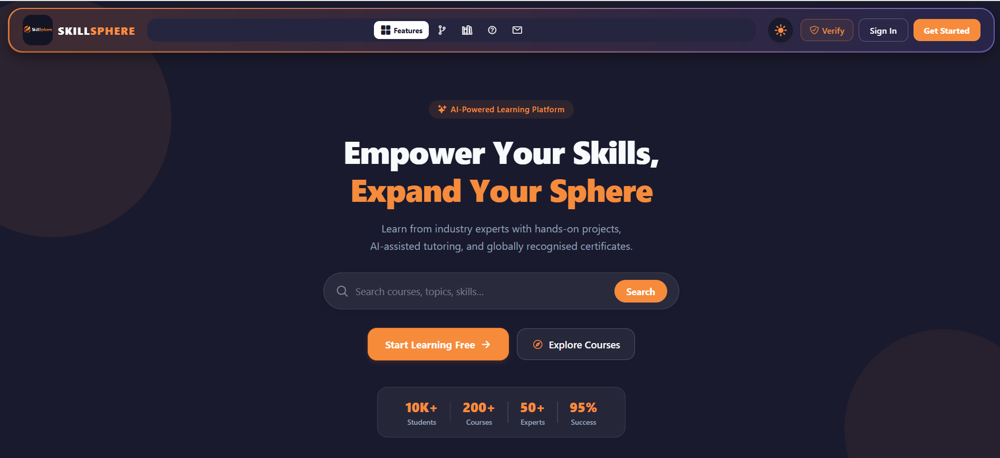 SkillSphere
SKILLSPHERE
Features
Verify
Sign In
Get Started
AI-Powered Learning Platform
Empower Your Skills,
Expand Your Sphere
Learn from industry experts with hands-on projects,
AI-assisted tutoring, and globally recognised certificates.
Search courses, topics, skills...
Search
Start Learning Free
Explore Courses
10K+
Students
200+
Courses
50+
Experts
95%
Success